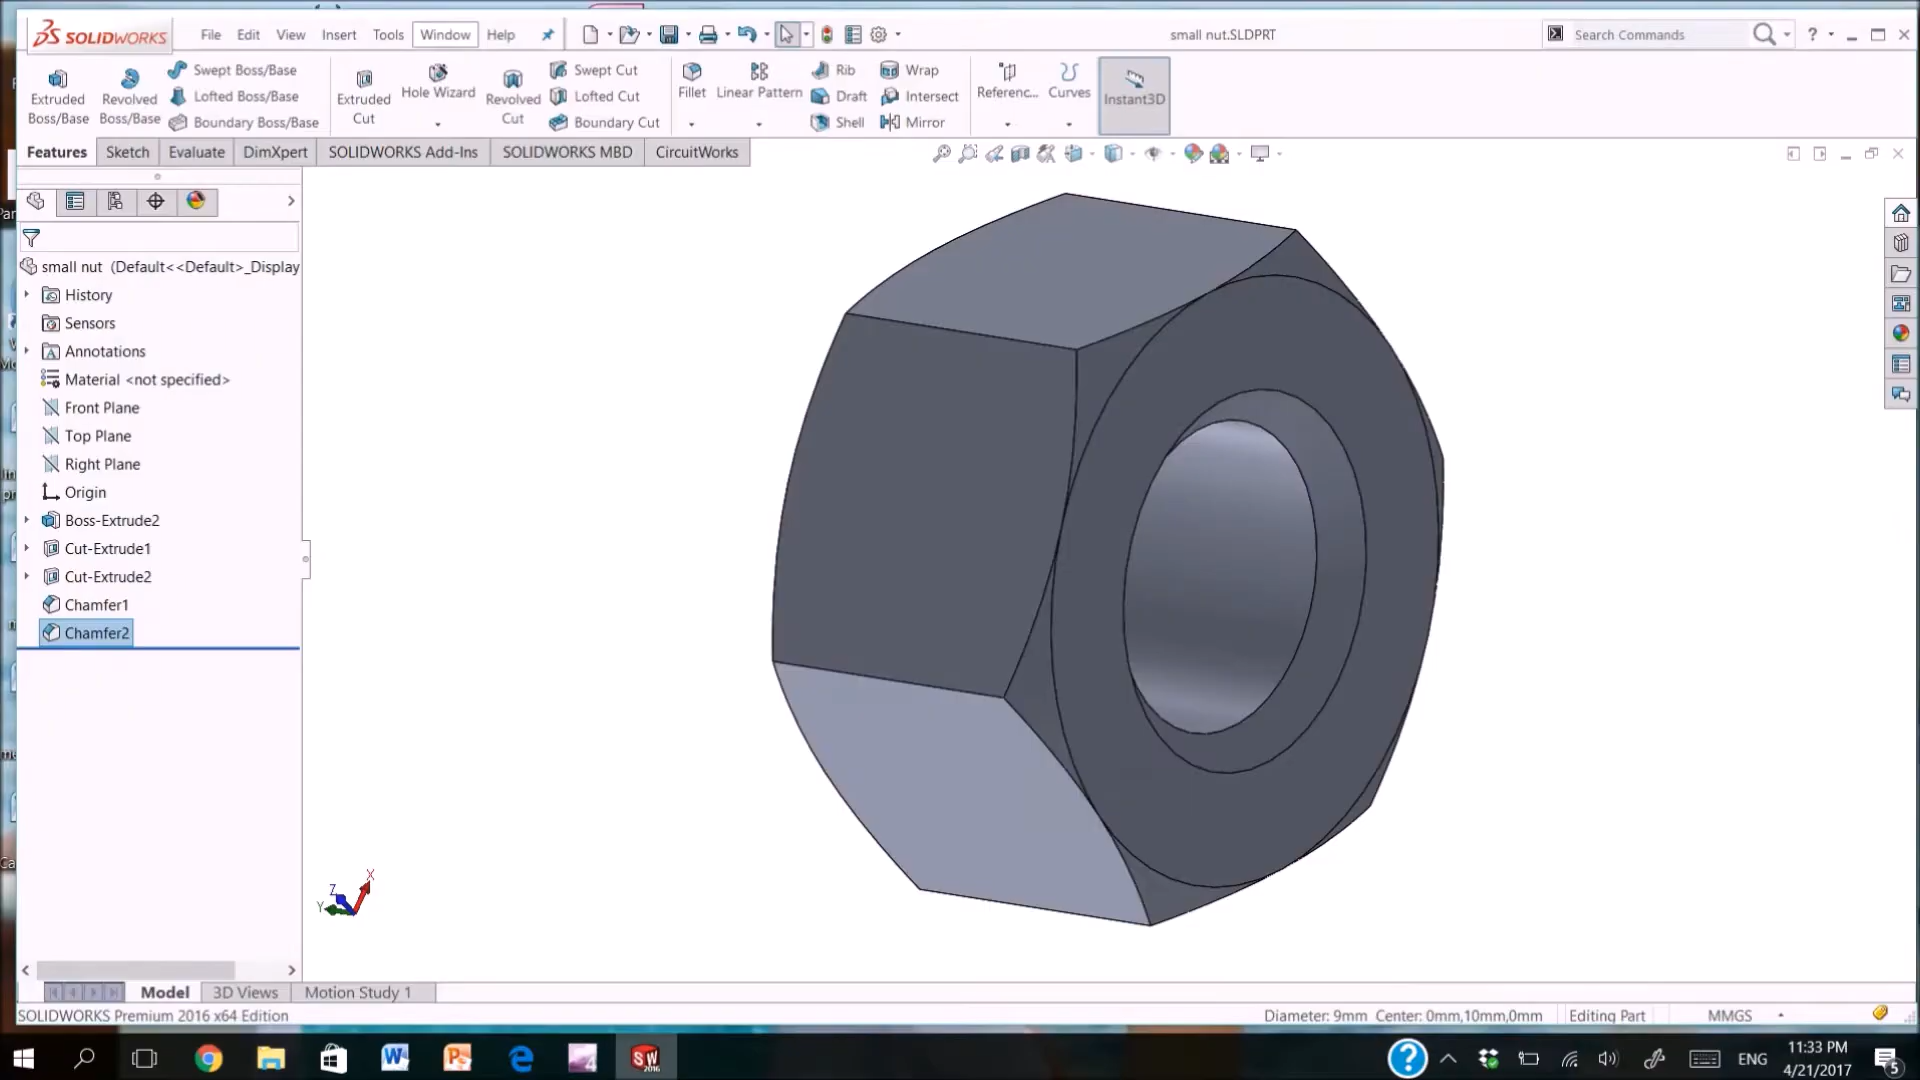 SOLIDWORKS File Edit View Insert Tools Window Help small nut.SLDPRT Search Commands ?
Extruded Boss/Base
Revolved Boss/Base
Swept Boss/Base
Lofted Boss/Base
Boundary Boss/Base
Extruded Cut
Hole Wizard
Revolved Cut
Swept Cut
Lofted Cut
Boundary Cut
Fillet
Linear Pattern
Rib
Draft
Shell
Wrap
Intersect
Mirror
Referenc...
Curves
Instant3D
Features Sketch Evaluate DimXpert SOLIDWORKS Add-Ins SOLIDWORKS MBD CircuitWorks
small nut (Default<<Default>_Display
History
Sensors
Annotations
Material <not specified>
Front Plane
Top Plane
Right Plane
Origin
Boss-Extrude2
Cut-Extrude1
Cut-Extrude2
Chamfer1
Chamfer2
X
Z
Y
Model 3D Views Motion Study 1
SOLIDWORKS Premium 2016 x64 Edition Diameter: 9mm Center: 0mm,10mm,0mm Editing Part MMGS
ENG 11:33 PM
4/21/2017 5